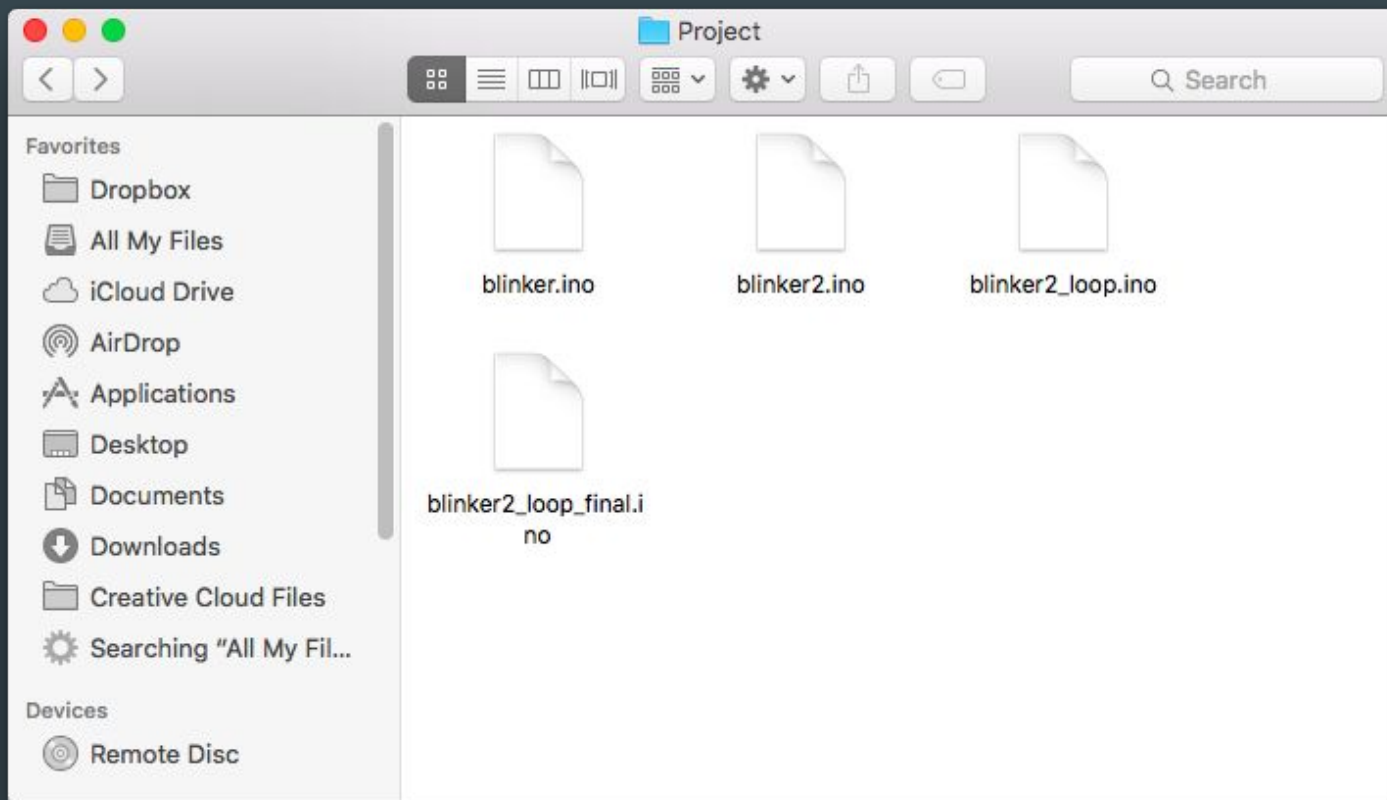 Project
Search
Favorites
Dropbox
All My Files
iCloud Drive
AirDrop
Applications
Desktop
Documents
Downloads
Creative Cloud Files
Searching “All My Fil...
Devices
Remote Disc
blinker.ino
blinker2.ino
blinker2_loop.ino
blinker2_loop_final.i
no